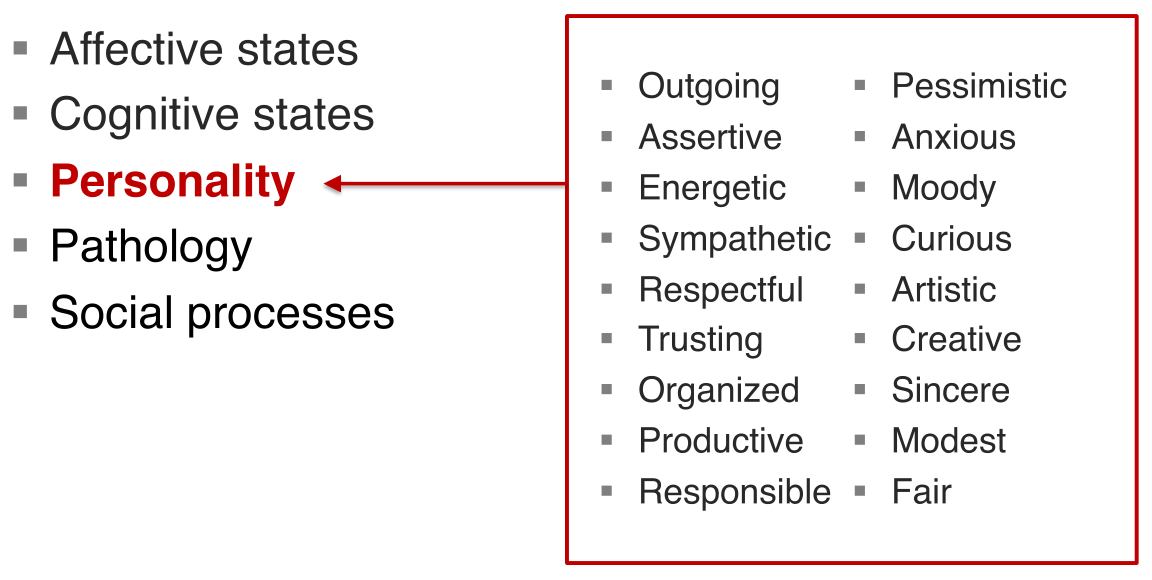 Affective states
Cognitive states
Personality
Pathology
Social processes
Outgoing
Assertive
Energetic
Sympathetic
Respectful
Trusting
Organized
Productive
Responsible
Pessimistic
Anxious
Moody
Curious
Artistic
Creative
Sincere
Modest
Fair